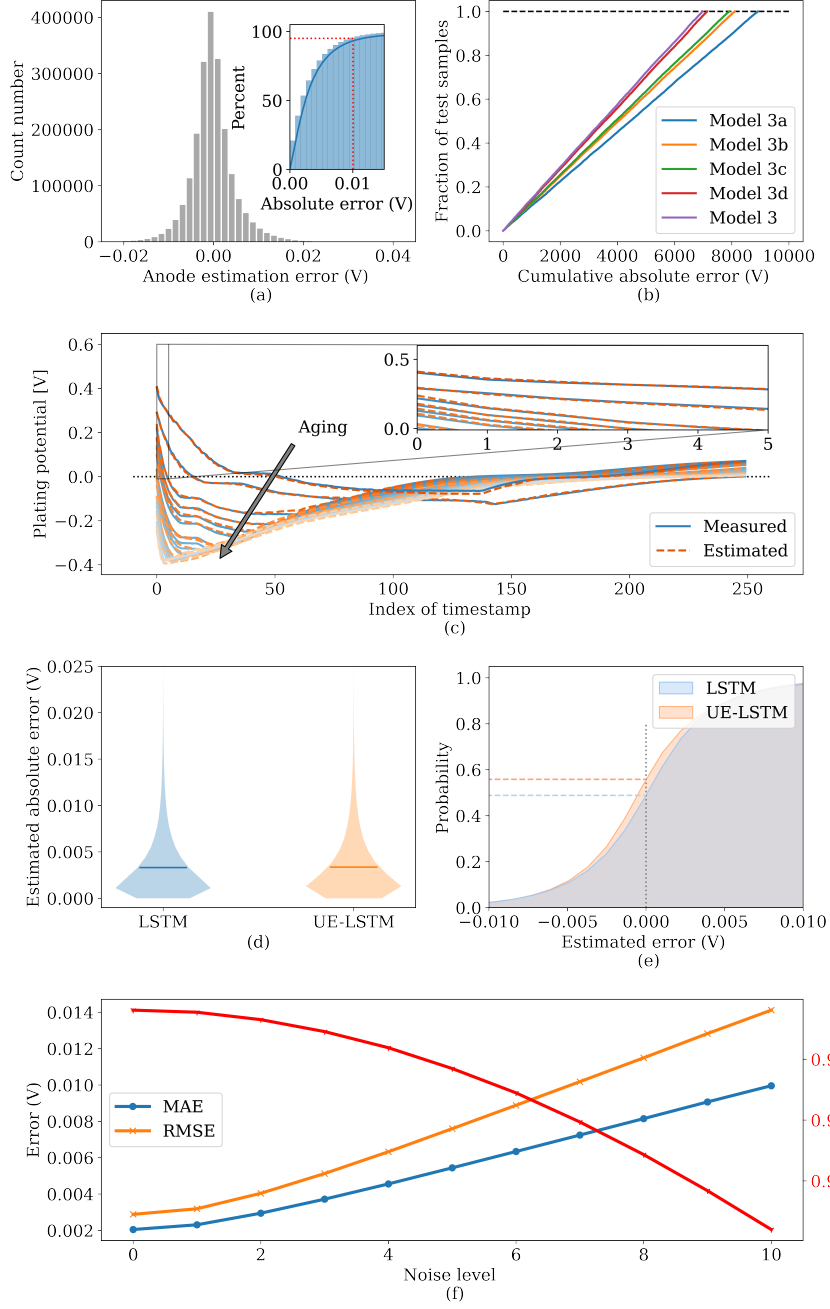 400000
300000
200000
100000
0
Count number
−0.02
0.00
0.02
0.04
Anode estimation error (V)
(a)
100
50
0
Percent
0.00
0.01
Absolute error (V)
1.0
0.8
0.6
0.4
0.2
0.0
Fraction of test samples
Model 3a
Model 3b
Model 3c
Model 3d
Model 3
0
2000
4000
6000
8000
10000
Cumulative absolute error (V)
(b)
0.6
0.4
0.2
0.0
−0.2
−0.4
Plating potential [V]
0.5
0.0
0
1
2
3
4
5
Aging
Measured
Estimated
0
50
100
150
200
250
Index of timestamp
(c)
0.025
0.020
0.015
0.010
0.005
0.000
Estimated absolute error (V)
LSTM
UE-LSTM
(d)
1.0
0.8
0.6
0.4
0.2
0.0
Probability
LSTM
UE-LSTM
−0.010
−0.005
0.000
0.005
0.010
Estimated error (V)
(e)
0.014
0.012
0.010
0.008
0.006
0.004
0.002
Error (V)
MAE
RMSE
0
2
4
6
8
10
Noise level
(f)